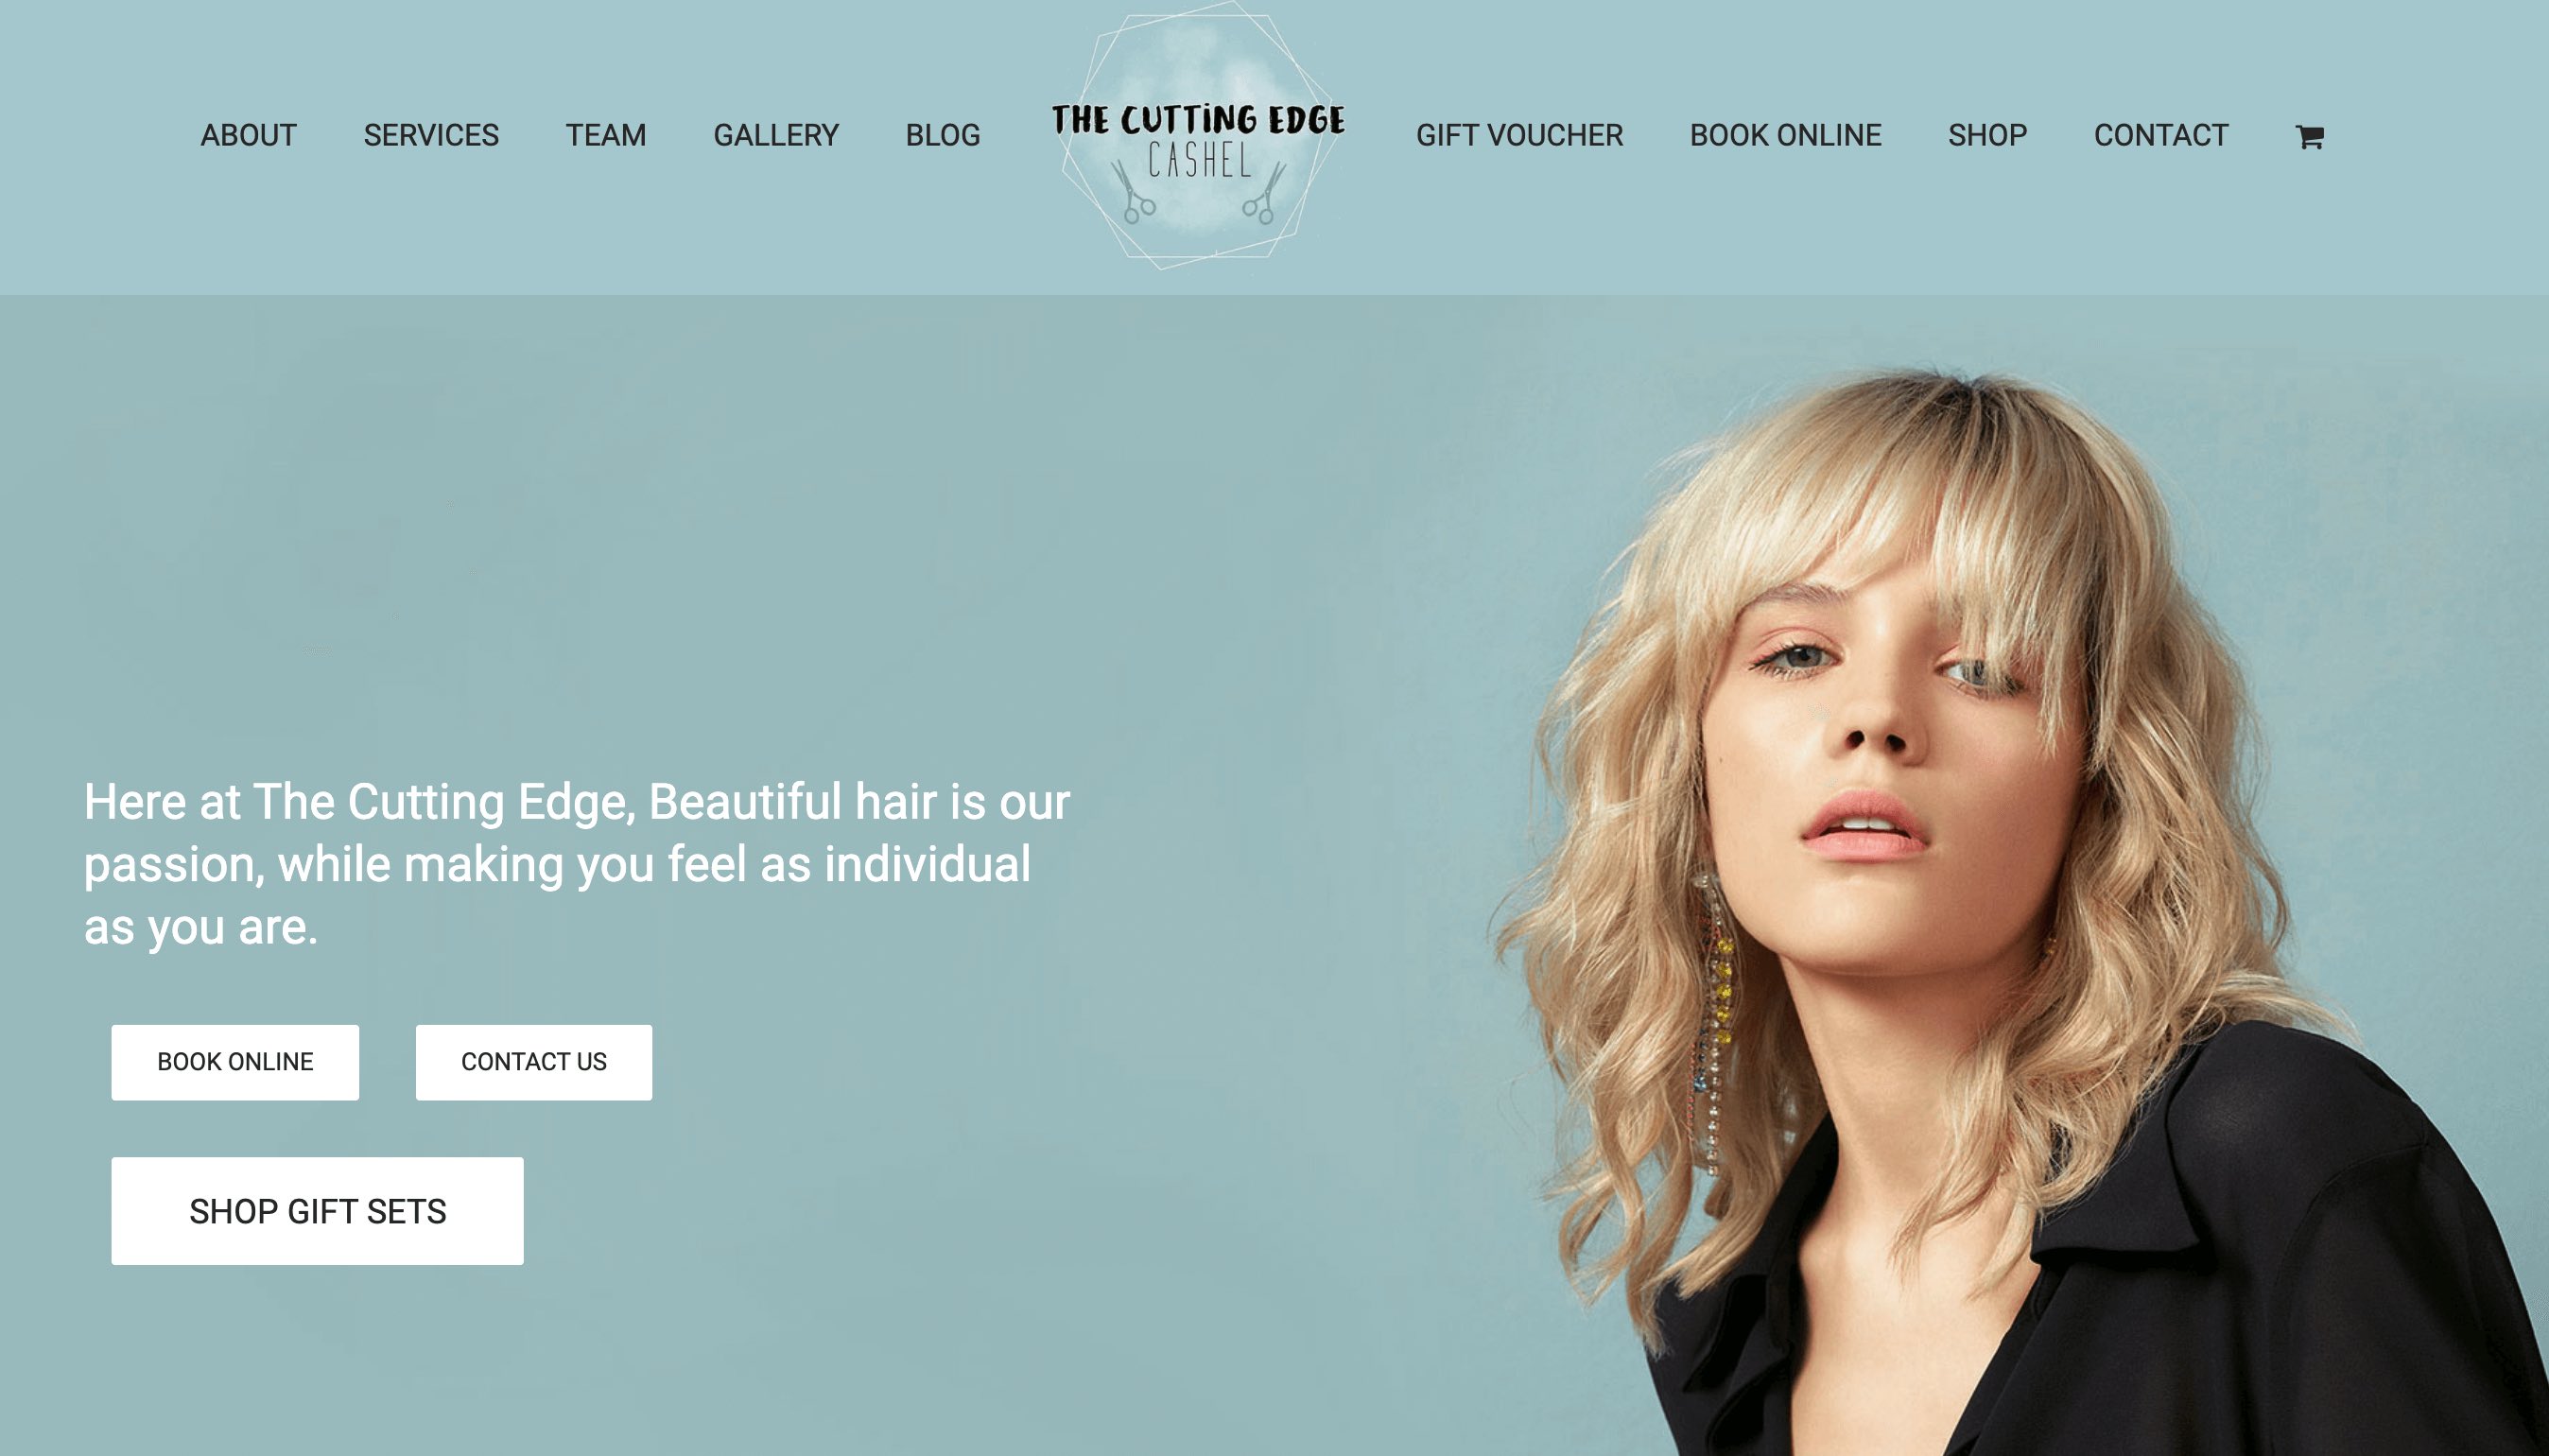 ABOUT SERVICES TEAM GALLERY BLOG
THE CUTTiNG EDGE
CASHEL
GIFT VOUCHER BOOK ONLINE SHOP CONTACT
Here at The Cutting Edge, Beautiful hair is our
passion, while making you feel as individual
as you are.
BOOK ONLINE
CONTACT US
SHOP GIFT SETS